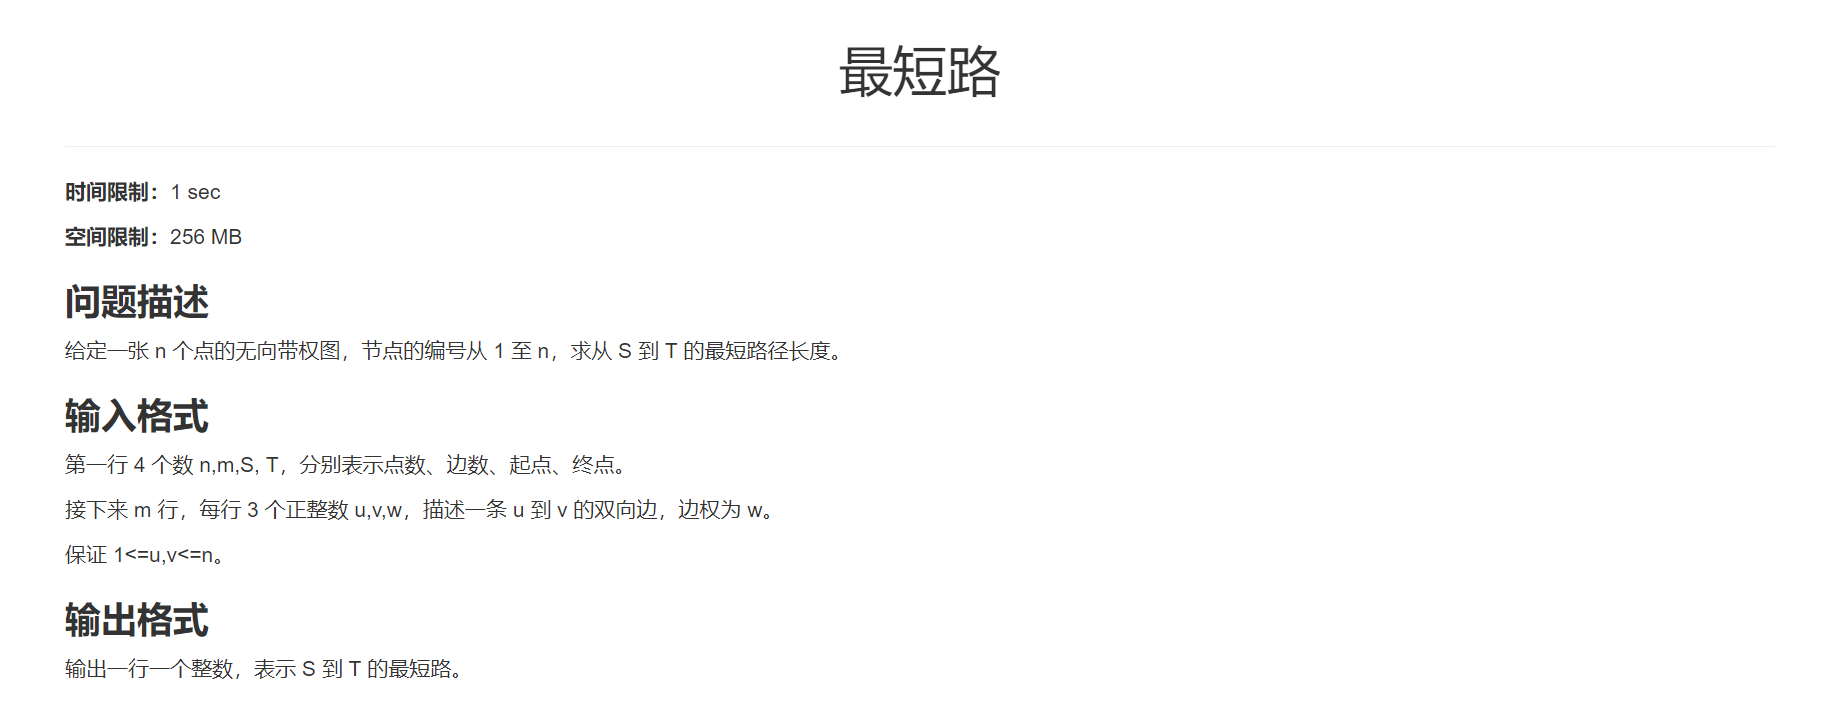 最短路
时间限制：1 sec
空间限制：256 MB
问题描述
给定一张 n 个点的无向带权图，节点的编号从 1 至 n，求从 S 到 T 的最短路径长度。
输入格式
第一行 4 个数 n,m,S, T，分别表示点数、边数、起点、终点。
接下来 m 行，每行 3 个正整数 u,v,w，描述一条 u 到 v 的双向边，边权为 w。
保证 1<=u,v<=n。
输出格式
输出一行一个整数，表示 S 到 T 的最短路。